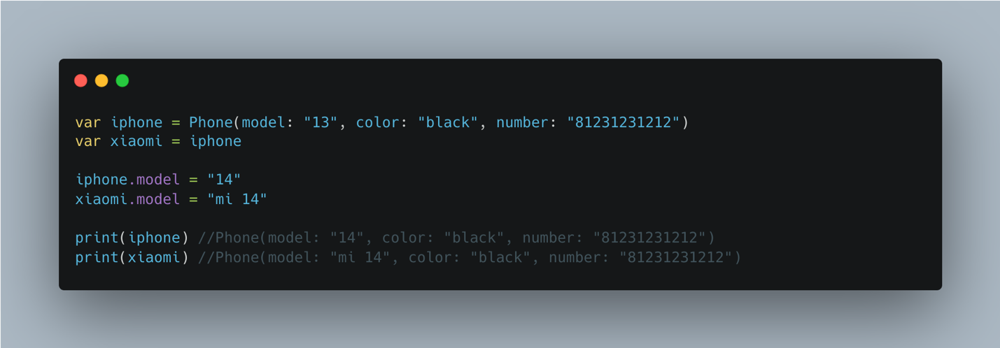 var iphone = Phone(model: "13", color: "black", number: "81231231212")
var xiaomi = iphone
iphone.model = "14"
xiaomi.model = "mi 14"
print(iphone) //Phone(model: "14", color: "black", number: "81231231212")
print(xiaomi) //Phone(model: "mi 14", color: "black", number: "81231231212")